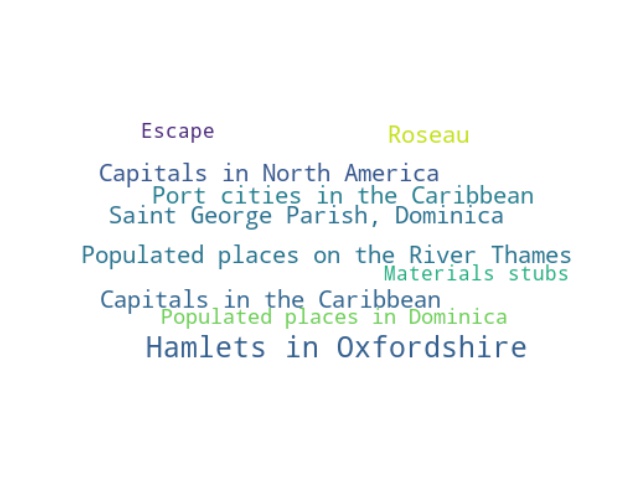 Escape
Roseau
Capitals in North America
Port cities in the Caribbean
Saint George Parish, Dominica
Populated places on the River Thames
Materials stubs
Capitals in the Caribbean
Populated places in Dominica
Hamlets in Oxfordshire